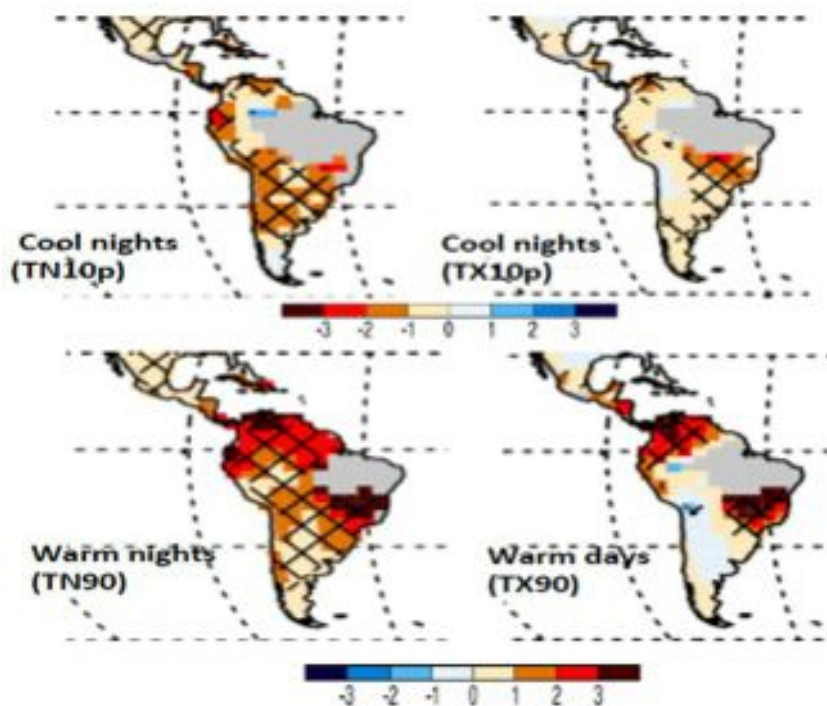 Cool nights
(TN10p)
Cool nights
(TX10p)
-3 -2 -1 0 1 2 3
Warm nights
(TN90)
Warm days
(TX90)
-3 -2 -1 0 1 2 3